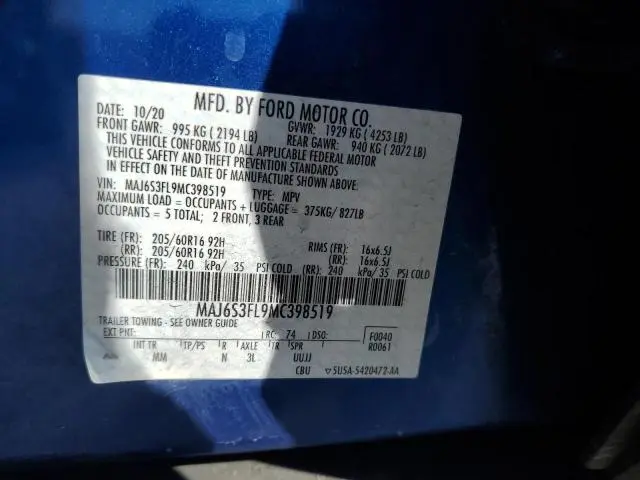 MFD. BY FORD MOTOR CO.
DATE: 10/20 GVWR: 1929 KG ( 4253 LB)
FRONT GAWR: 995 KG ( 2194 LB) REAR GAWR: 940 KG ( 2072 LB)
THIS VEHICLE CONFORMS TO ALL APPLICABLE FEDERAL MOTOR
VEHICLE SAFETY AND THEFT PREVENTION STANDARDS
IN EFFECT ON THE DATE OF MANUFACTURE SHOWN ABOVE.
VIN: MAJ6S3FL9MC398519 TYPE: MPV
MAXIMUM LOAD = OCCUPANTS + LUGGAGE = 375KG/ 827LB
OCCUPANTS = 5 TOTAL; 2 FRONT, 3 REAR
TIRE (FR): 205/60R16 92H RIMS (FR): 16x6.5J
(RR): 205/60R16 92H (RR): 16x6.5J
PRESSURE (FR): 240 kPa/ 35 PSI COLD (RR): 240 kPa/ 35 PSI COLD
MAJ6S3FL9MC398519
TRAILER TOWING - SEE OWNER GUIDE
EXT PNT: RC: 74 DSO: F0040
R0061
INT TR TP/PS R AXLE TR SPR
MM N 3L UUJJ
CBU ▽5U5A-5420472-AA